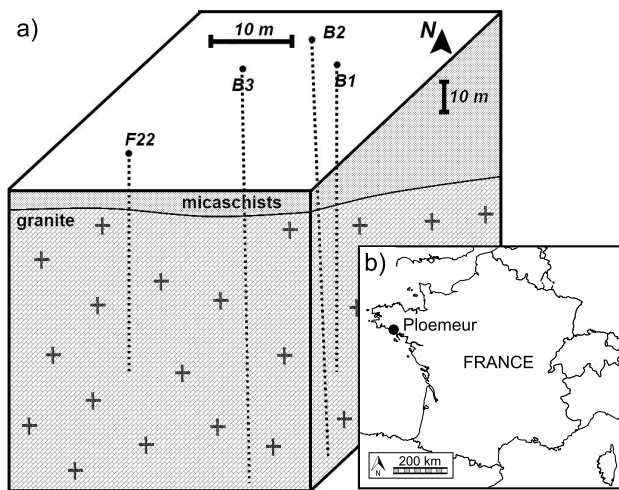 a)
10 m
B2
N
B3
B1
10 m
F22
micaschists
granite
b)
Ploemeur
FRANCE
N
200 km